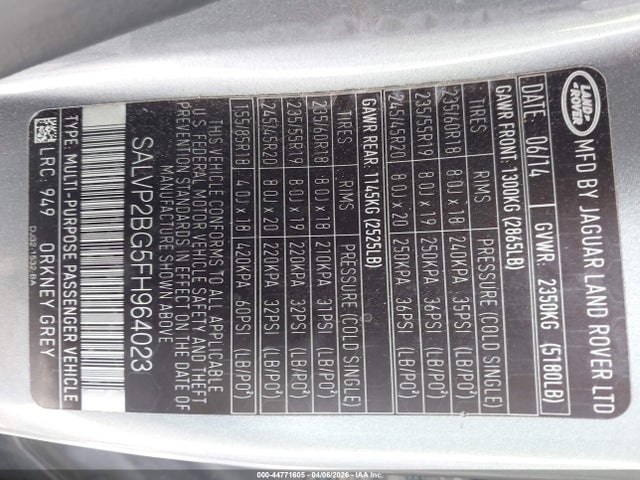 LAND
ROVER
MFD BY JAGUAR LAND ROVER LTD
DATE: 06/14 GVWR: 2350KG (5180LB)
GAWR FRONT: 1300KG (2865LB)
TIRES RIMS PRESSURE (COLD SINGLE)
235/60R18 8.0J x 18 240KPA 35PSI (LB/PO²)
235/55R19 8.0J x 19 250KPA 36PSI (LB/PO²)
245/45R20 8.0J x 20 250KPA 36PSI (LB/PO²)
GAWR REAR: 1145KG (2525LB)
TIRES RIMS PRESSURE (COLD SINGLE)
235/60R18 8.0J x 18 210KPA 31PSI (LB/PO²)
235/55R19 8.0J x 19 220KPA 32PSI (LB/PO²)
245/45R20 8.0J x 20 220KPA 32PSI (LB/PO²)
155/85R18 4.0J x 18 420KPA 60PSI (LB/PO²)
THIS VEHICLE CONFORMS TO ALL APPLICABLE
U S FEDERAL MOTOR VEHICLE SAFETY AND THEFT
PREVENTION STANDARDS IN EFFECT ON THE DATE OF
MANUFACTURE SHOWN ABOVE
SALVP2BG5FH964023
TYPE: MULTI-PURPOSE PASSENGER VEHICLE
LRC: 949 ORKNEY GREY
000-44771605 - 04/06/2026 - IAAI.COM